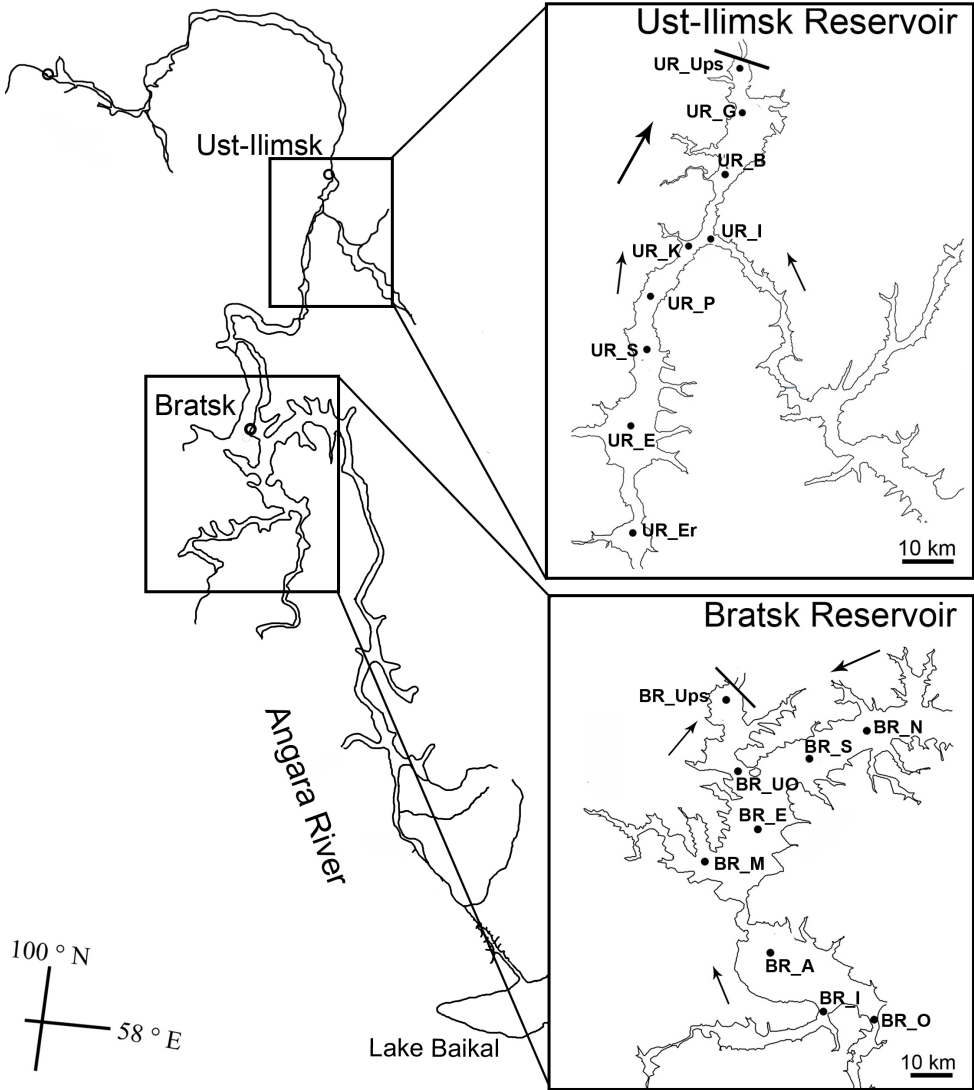 Ust-Ilimsk
Bratsk
Angara River
Lake Baikal
100 ° N
58 ° E
Ust-Ilimsk Reservoir
UR_Ups
UR_G
UR_B
UR_I
UR_K
UR_P
UR_S
UR_E
UR_Er
10 km
Bratsk Reservoir
BR_Ups
BR_N
BR_S
BR_UO
BR_E
BR_M
BR_A
BR_I
BR_O
10 km